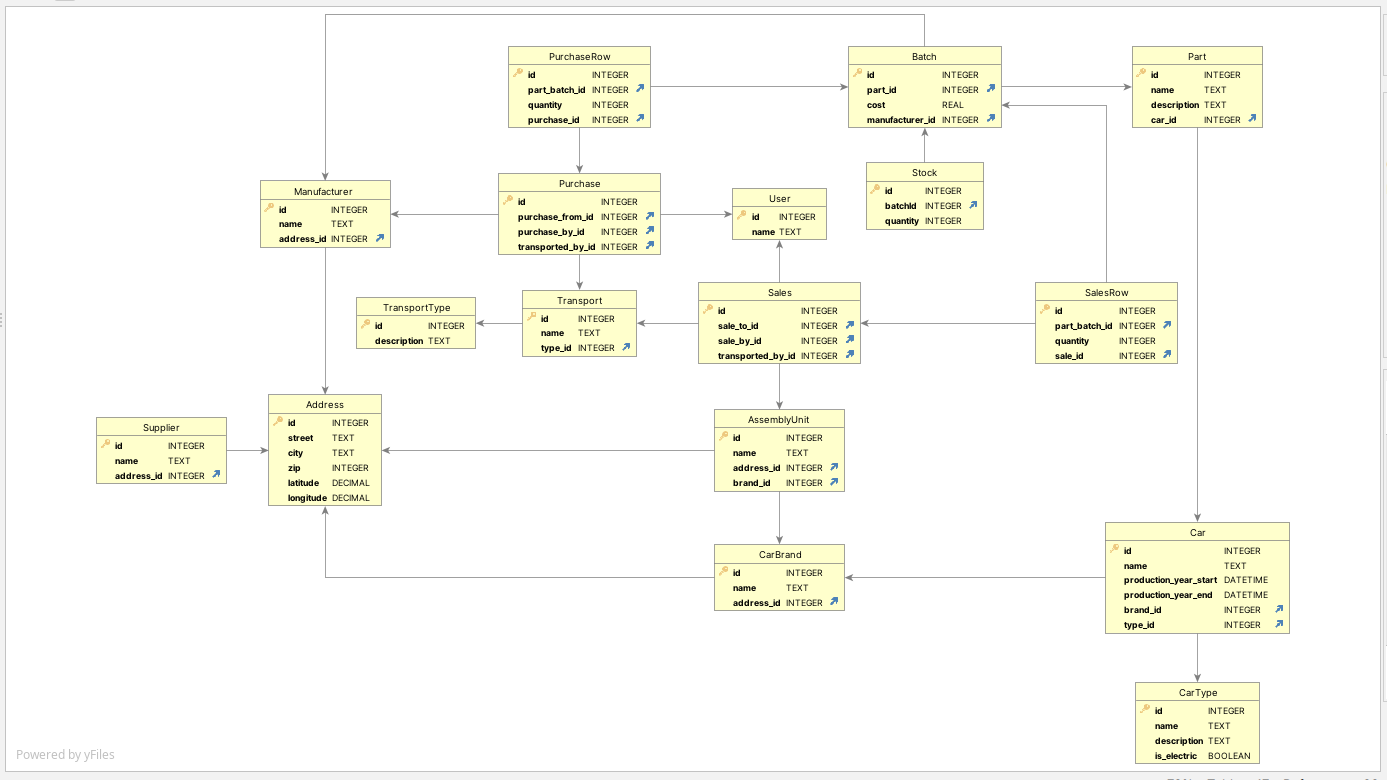 PurchaseRow
id INTEGER
part_batch_id INTEGER
quantity INTEGER
purchase_id INTEGER
Batch
id INTEGER
part_id INTEGER
cost REAL
manufacturer_id INTEGER
Part
id INTEGER
name TEXT
description TEXT
car_id INTEGER
Manufacturer
id INTEGER
name TEXT
address_id INTEGER
Purchase
id INTEGER
purchase_from_id INTEGER
purchase_by_id INTEGER
transported_by_id INTEGER
User
id INTEGER
name TEXT
Stock
id INTEGER
batchId INTEGER
quantity INTEGER
TransportType
id INTEGER
description TEXT
Transport
id INTEGER
name TEXT
type_id INTEGER
Sales
id INTEGER
sale_to_id INTEGER
sale_by_id INTEGER
transported_by_id INTEGER
SalesRow
id INTEGER
part_batch_id INTEGER
quantity INTEGER
sale_id INTEGER
Supplier
id INTEGER
name TEXT
address_id INTEGER
Address
id INTEGER
street TEXT
city TEXT
zip INTEGER
latitude DECIMAL
longitude DECIMAL
AssemblyUnit
id INTEGER
name TEXT
address_id INTEGER
brand_id INTEGER
CarBrand
id INTEGER
name TEXT
address_id INTEGER
Car
id INTEGER
name TEXT
production_year_start DATETIME
production_year_end DATETIME
brand_id INTEGER
type_id INTEGER
CarType
id INTEGER
name TEXT
description TEXT
is_electric BOOLEAN
Powered by yFiles